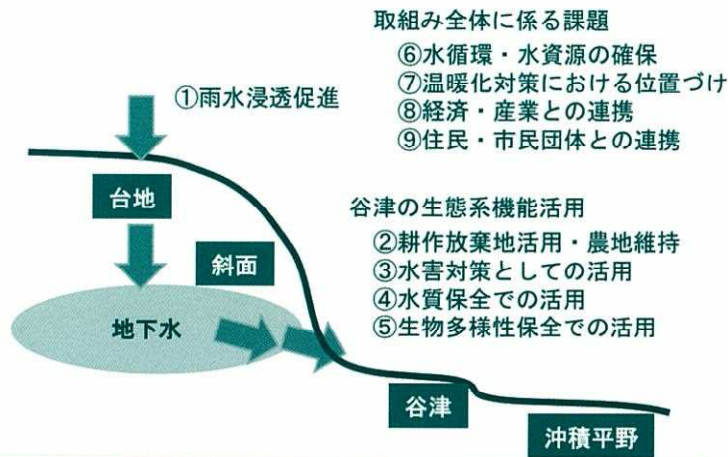 取組み全体に係る課題
⑥水循環・水資源の確保
⑦温暖化対策における位置づけ
⑧経済・産業との連携
⑨住民・市民団体との連携
①雨水浸透促進
台地
谷津の生態系機能活用
②耕作放棄地活用・農地維持
③水害対策としての活用
④水質保全での活用
⑤生物多様性保全での活用
斜面
地下水
谷津
沖積平野